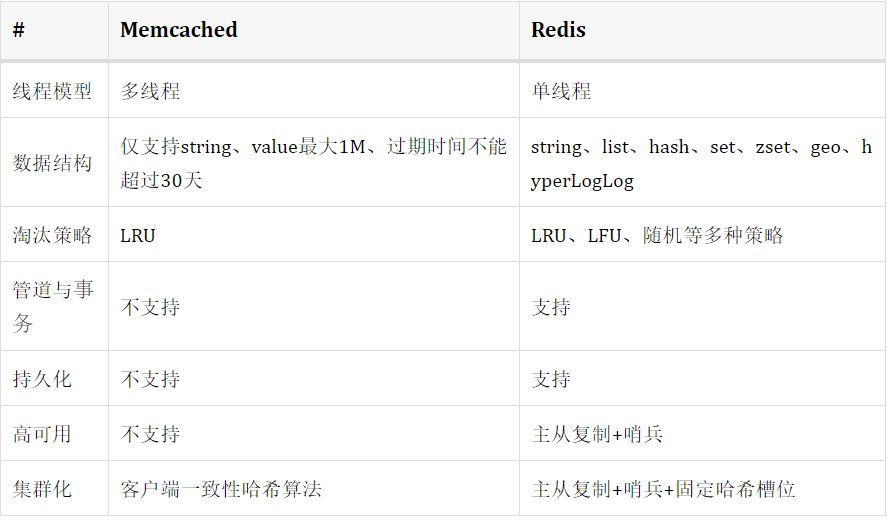 # Memcached Redis
线程模型 多线程 单线程
数据结构 仅支持string、value最大1M、过期时间不能
超过30天 string、list、hash、set、zset、geo、h
yperLogLog
淘汰策略 LRU LRU、LFU、随机等多种策略
管道与事
务 不支持 支持
持久化 不支持 支持
高可用 不支持 主从复制+哨兵
集群化 客户端一致性哈希算法 主从复制+哨兵+固定哈希槽位